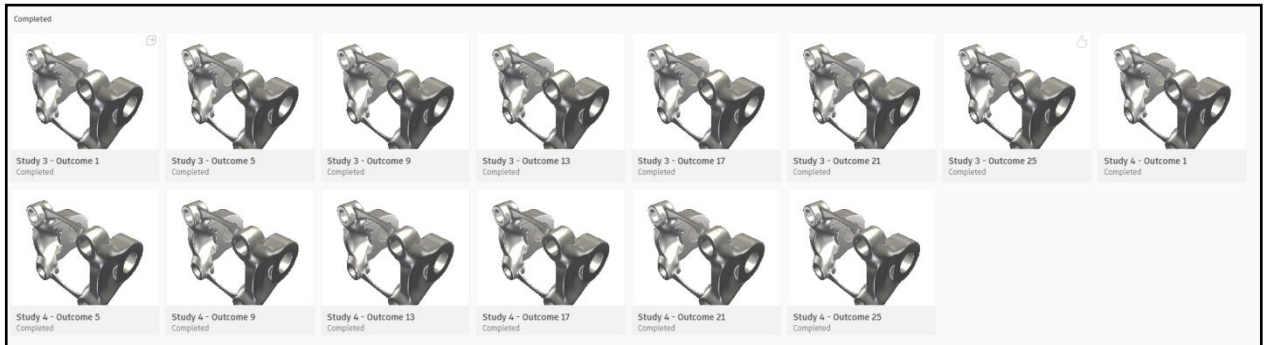 Completed
Study 3 - Outcome 1
Completed
Study 3 - Outcome 5
Completed
Study 3 - Outcome 9
Completed
Study 3 - Outcome 13
Completed
Study 3 - Outcome 17
Completed
Study 3 - Outcome 21
Completed
Study 3 - Outcome 25
Completed
Study 4 - Outcome 1
Completed
Study 4 - Outcome 5
Completed
Study 4 - Outcome 9
Completed
Study 4 - Outcome 13
Completed
Study 4 - Outcome 17
Completed
Study 4 - Outcome 21
Completed
Study 4 - Outcome 25
Completed